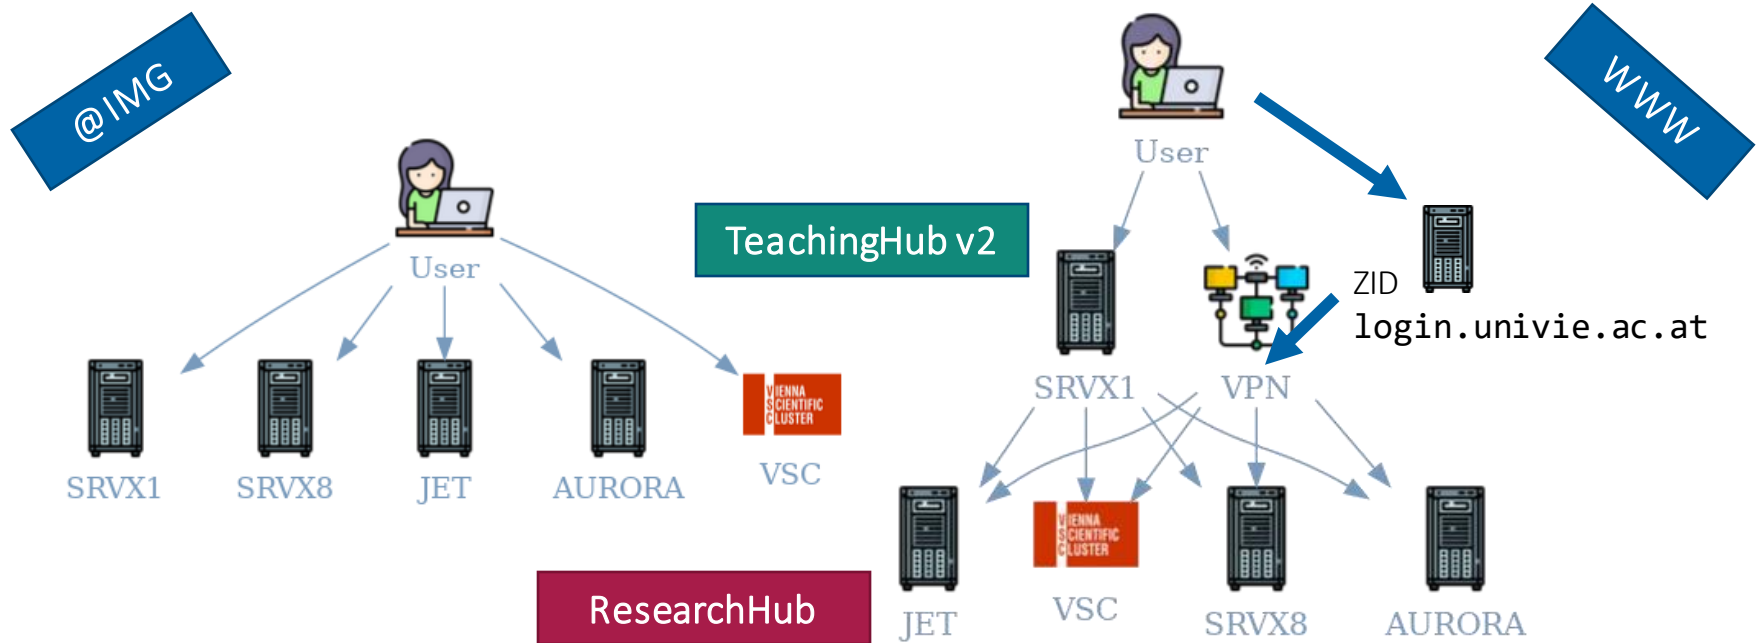 @IMG
WWW
User
User
TeachingHub v2
ZID
login.univie.ac.at
SRVX1
VPN
SRVX1
SRVX8
JET
AURORA
VIENNA
SCIENTIFIC
CLUSTER
VSC
VIENNA
SCIENTIFIC
CLUSTER
ResearchHub
JET
VSC
SRVX8
AURORA